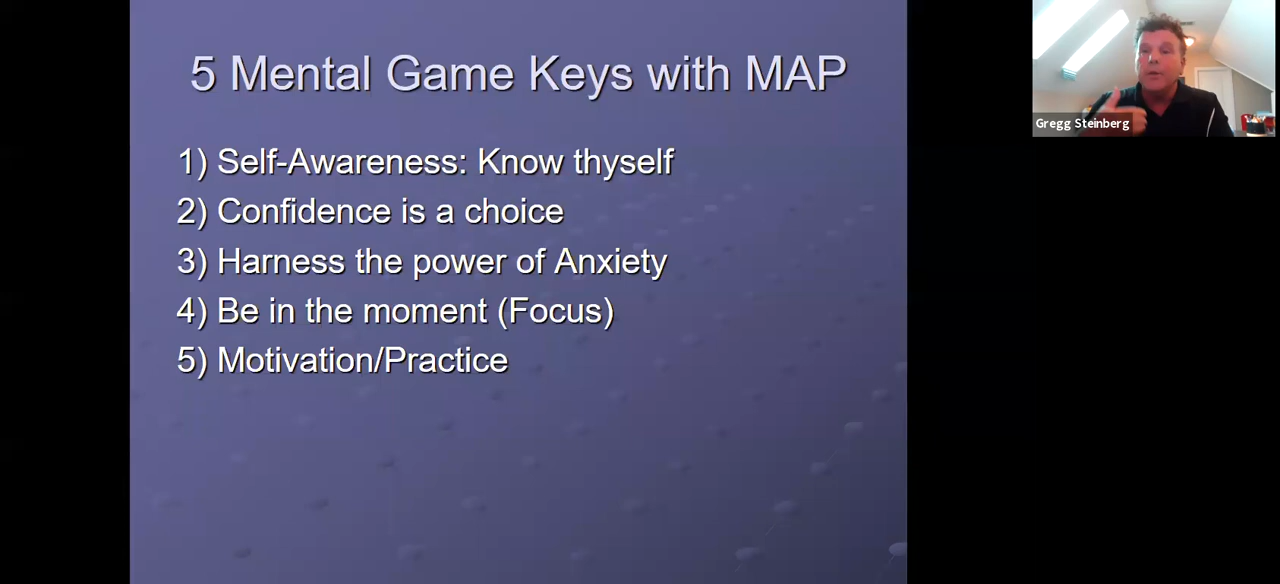 5 Mental Game Keys with MAP
1) Self-Awareness: Know thyself
2) Confidence is a choice
3) Harness the power of Anxiety
4) Be in the moment (Focus)
5) Motivation/Practice
Gregg Steinberg